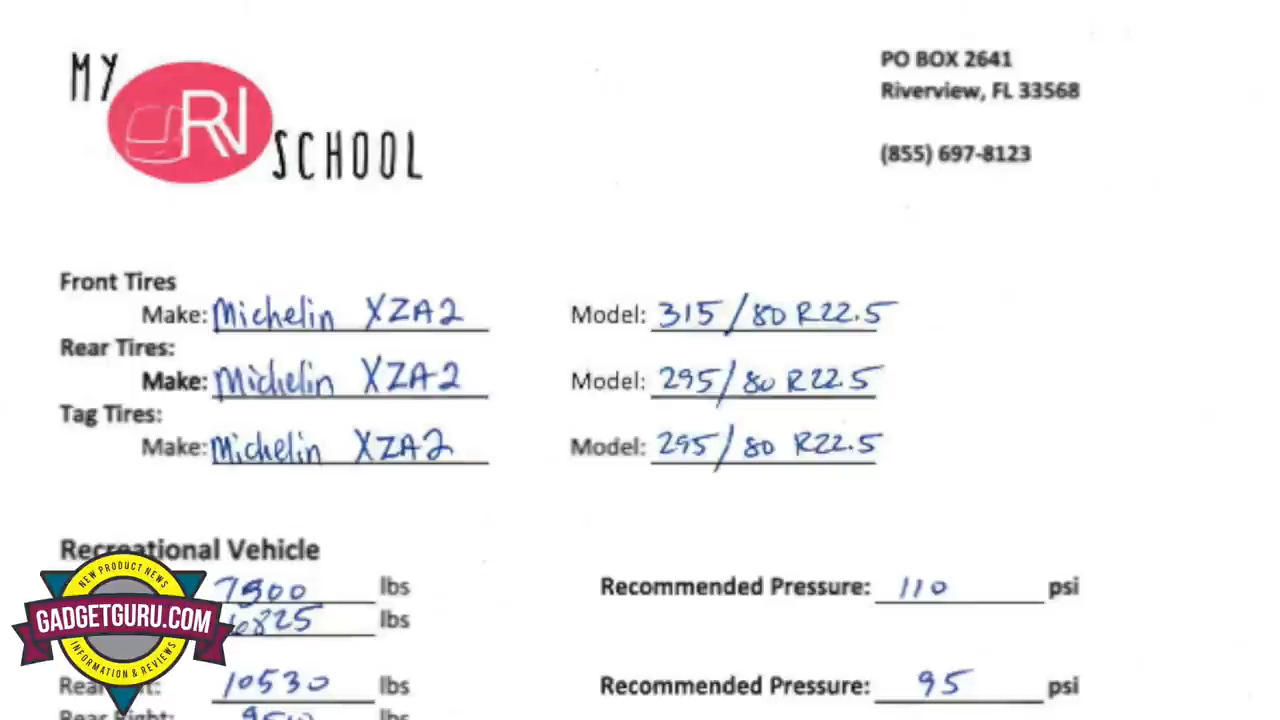 MY RV SCHOOL
PO BOX 2641
Riverview, FL 33568
(855) 697-8123
Front Tires
Make: Michelin XZA2 Model: 315/80 R22.5
Rear Tires:
Make: Michelin XZA2 Model: 295/80 R22.5
Tag Tires:
Make: Michelin XZA2 Model: 295/80 R22.5
Recreational Vehicle
lbs Recommended Pressure: 110 psi
6825 lbs
10530 lbs Recommended Pressure: 95 psi
Rear Right: lbs
NEW PRODUCT NEWS
GADGETGURU.COM
INFORMATION & REVIEWS